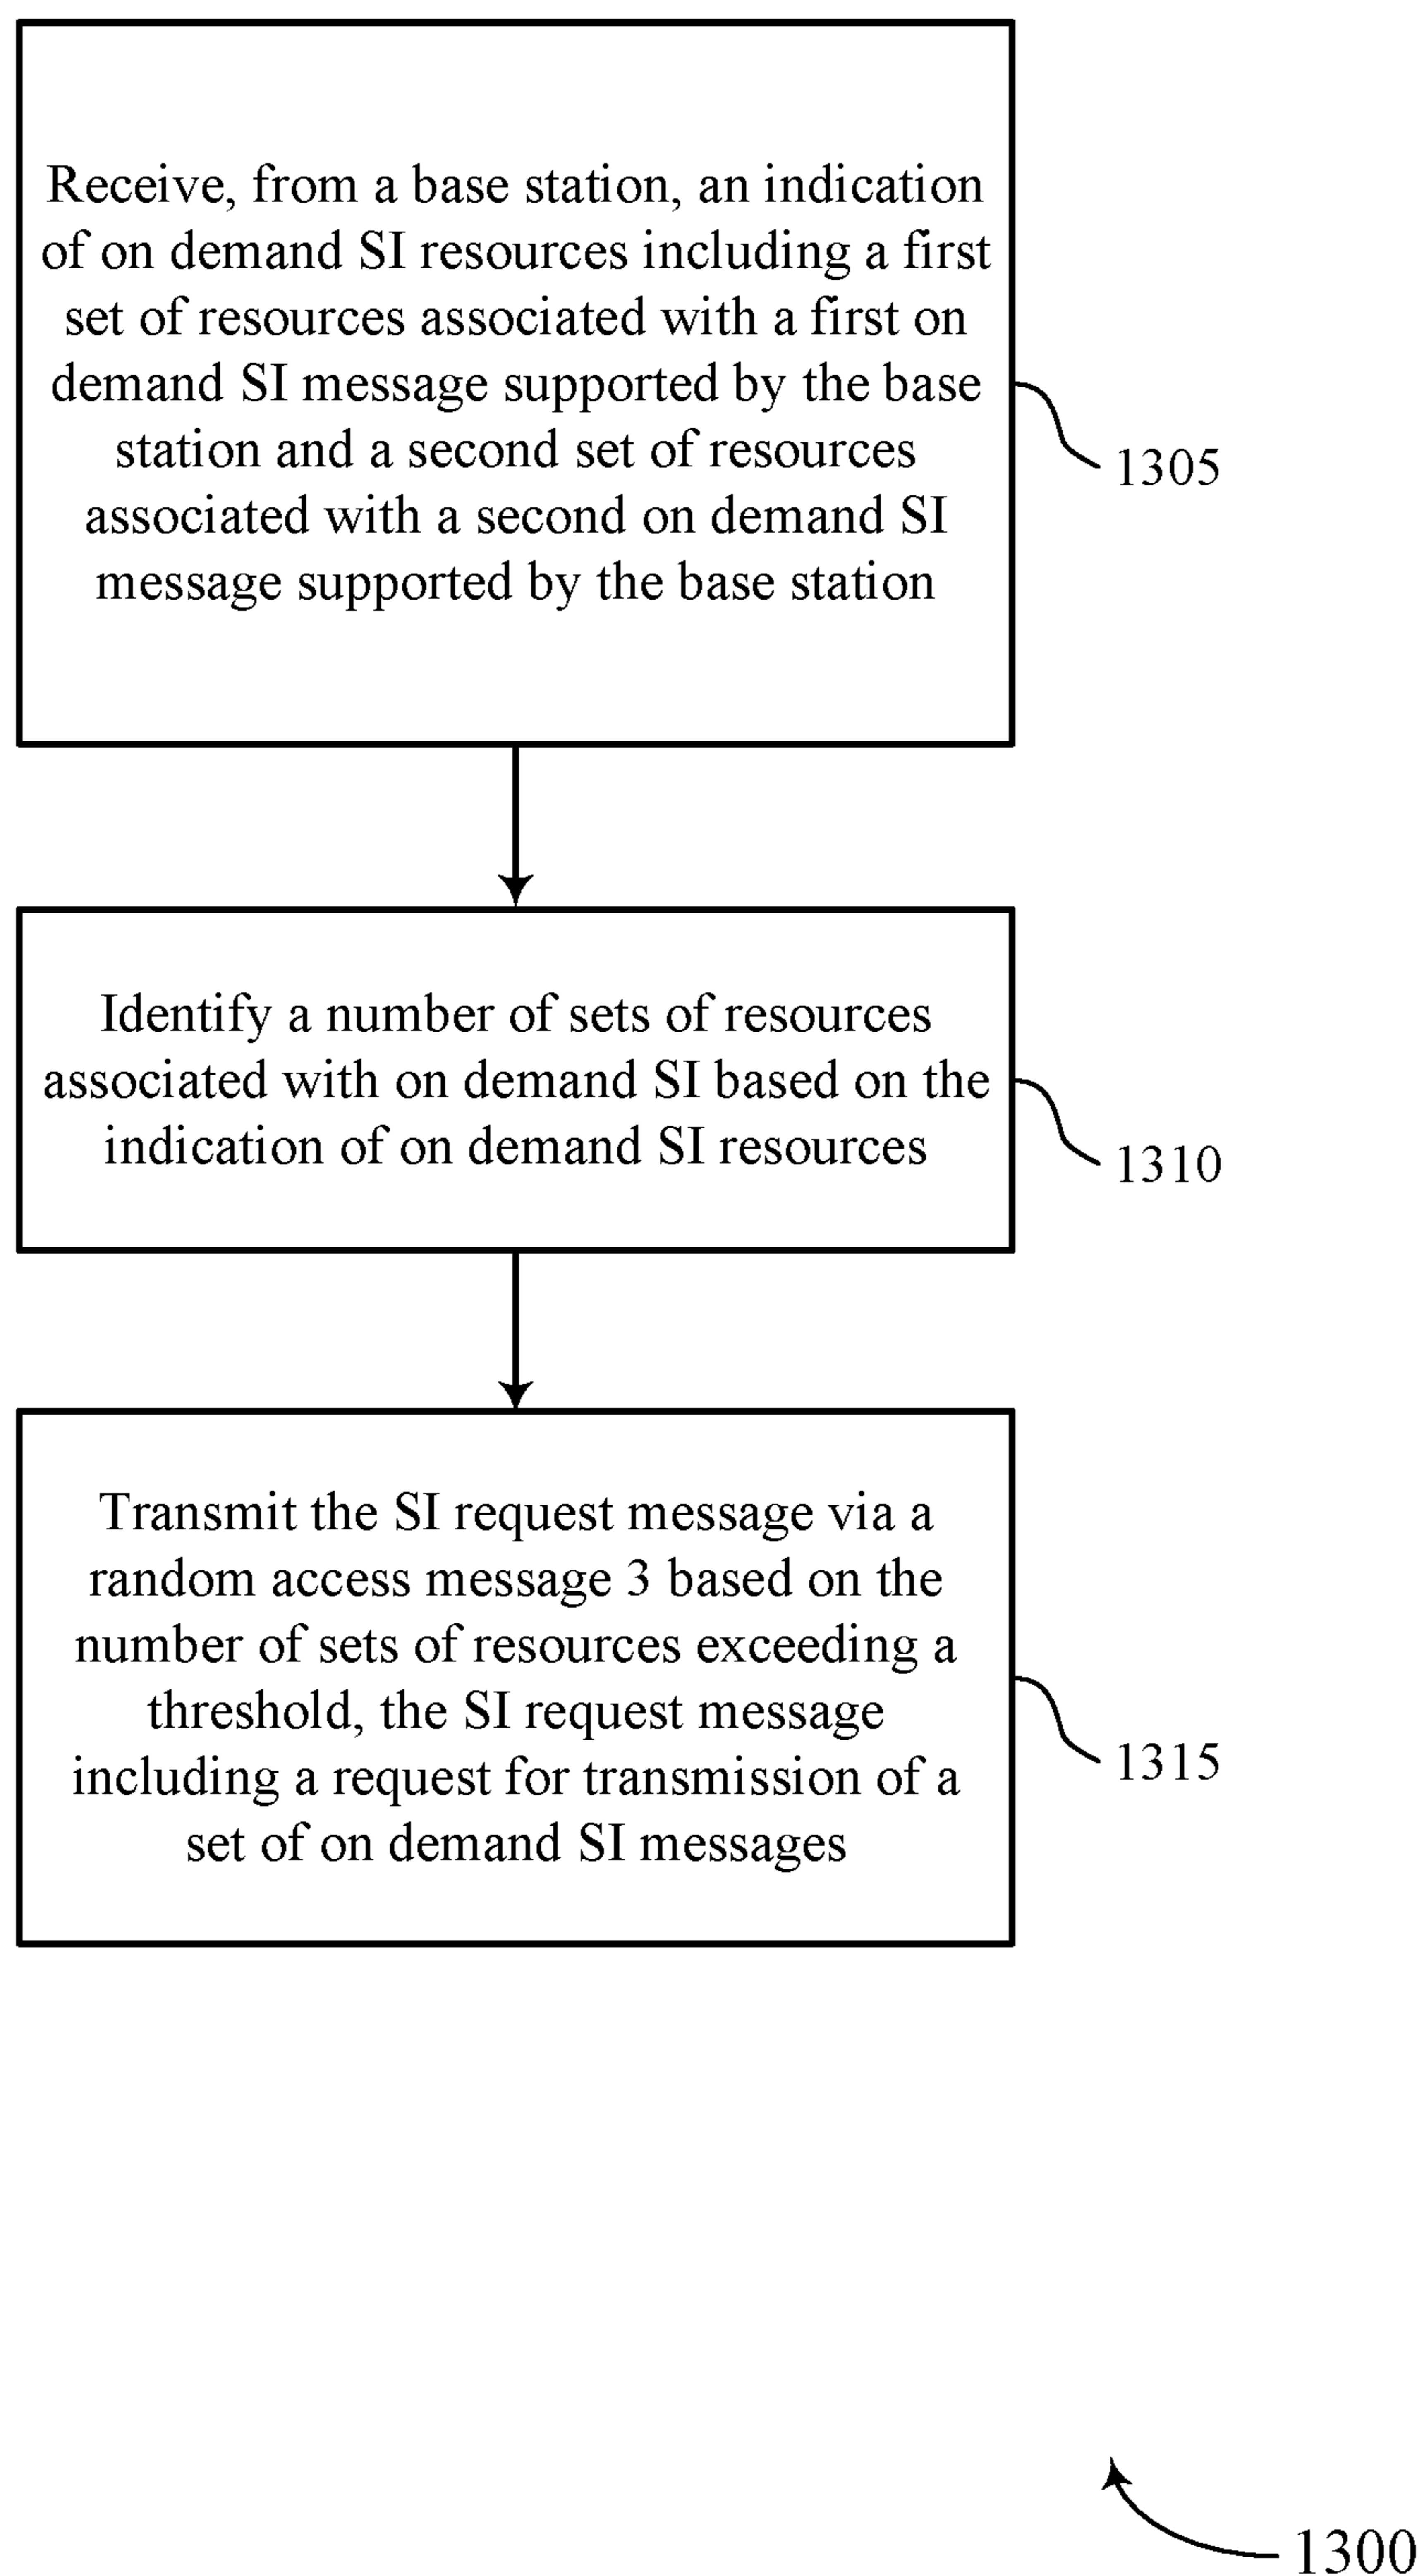 Receive, from a base station, an indication
of on demand SI resources including a first
set of resources associated with a first on
demand SI message supported by the base
station and a second set of resources
associated with a second on demand SI
message supported by the base station
1305
Identify a number of sets of resources
associated with on demand SI based on the
indication of on demand SI resources
1310
Transmit the SI request message via a
random access message 3 based on the
number of sets of resources exceeding a
threshold, the SI request message
including a request for transmission of a
set of on demand SI messages
1315
1300